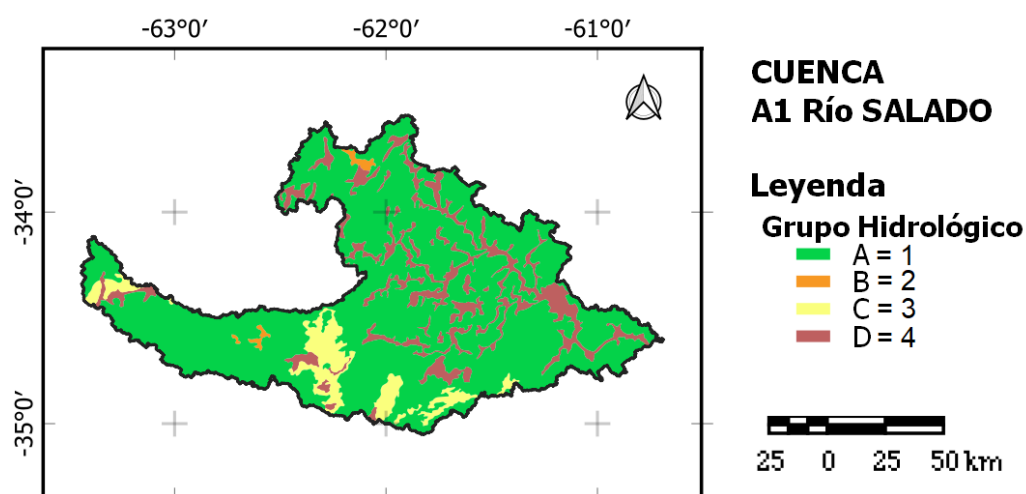 -63°0′
-62°0′
-61°0′
-34°0′
-35°0′
CUENCA
A1 Río SALADO
Leyenda
Grupo Hidrológico
A = 1
B = 2
C = 3
D = 4
25 0 25 50 km